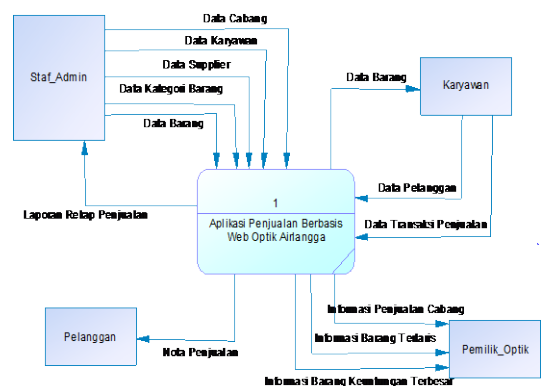 Data Cabang
Data Karyawan
Data Supplier
Data Kategori Barang
Data Barang
Staf_Admin
Data Barang
Karyawan
Data Pelanggan
Data Transaksi Penjualan
Laporan Rekap Penjualan
1
Aplikasi Penjualan Berbasis
Web Optik Airlangga
Pelanggan
Nota Penjualan
Informasi Penjualan Cabang
Informasi Barang Terlaris
Informasi Barang Keuntungan Terbesar
Pemilik_Optik